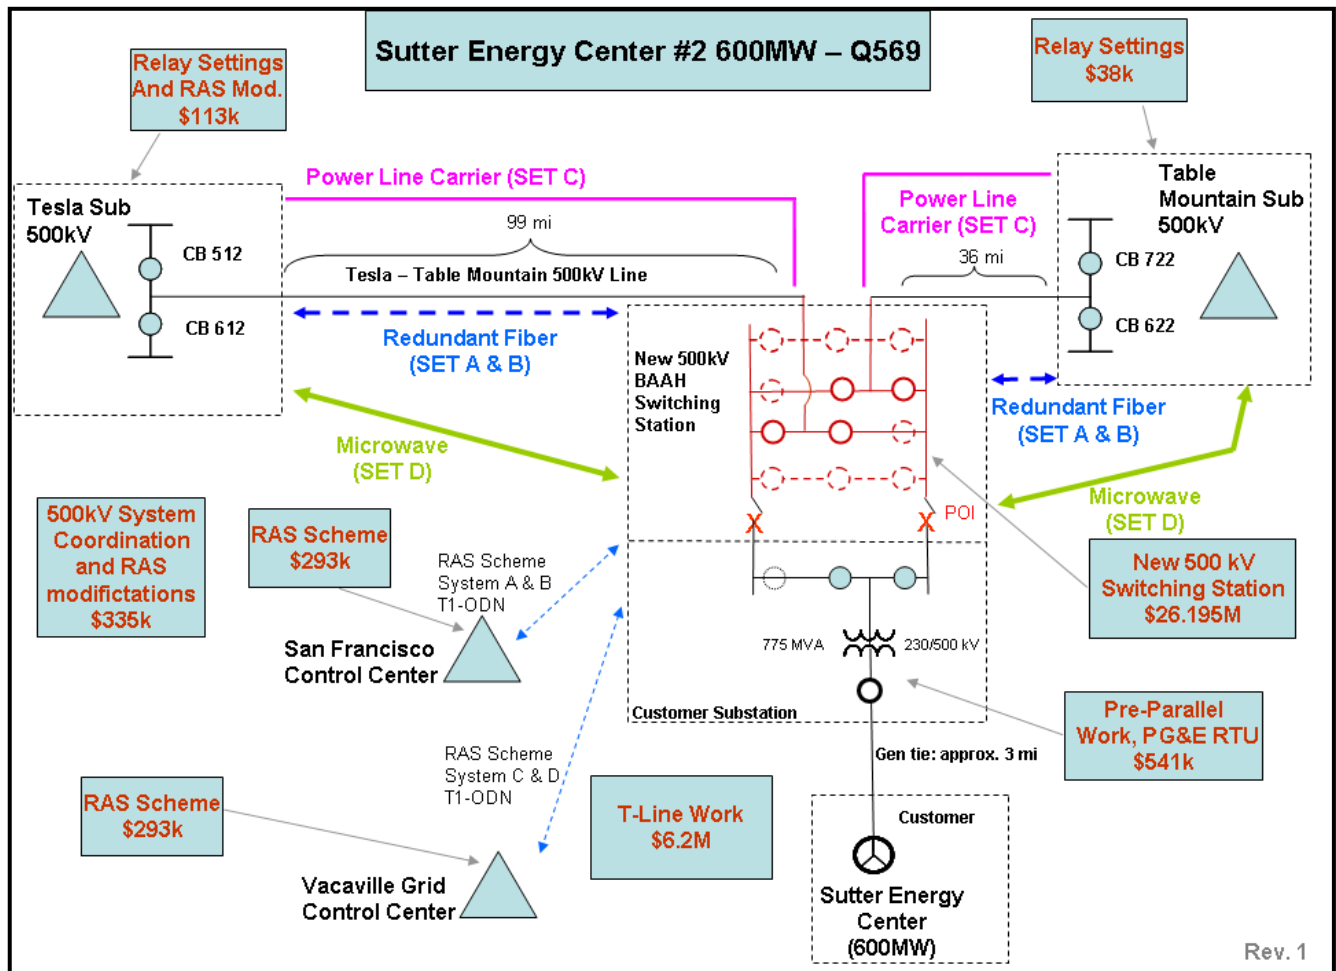 Sutter Energy Center #2 600MW – Q569
Relay Settings
And RAS Mod.
$113k
Relay Settings
$38k
Power Line Carrier (SET C)
Power Line
Carrier (SET C)
Tesla Sub
500kV
CB 512
CB 612
99 mi
Tesla – Table Mountain 500kV Line
36 mi
Table
Mountain Sub
500kV
CB 722
CB 622
Redundant Fiber
(SET A & B)
New 500kV
BAAH
Switching
Station
Redundant Fiber
(SET A & B)
Microwave
(SET D)
Microwave
(SET D)
X
X
POI
500kV System
Coordination
and RAS
modifictations
$335k
RAS Scheme
$293k
RAS Scheme
System A & B
T1-ODN
New 500 kV
Switching Station
$26.195M
San Francisco
Control Center
775 MVA
230/500 kV
Customer Substation
Pre-Parallel
Work, PG&E RTU
$541k
Gen tie: approx. 3 mi
RAS Scheme
System C & D
T1-ODN
RAS Scheme
$293k
T-Line Work
$6.2M
Customer
Vacaville Grid
Control Center
Sutter Energy
Center
(600MW)
Rev. 1